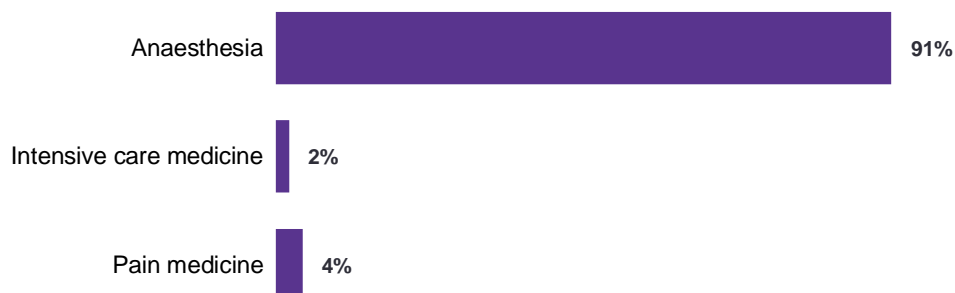 Anaesthesia 91%
Intensive care medicine 2%
Pain medicine 4%